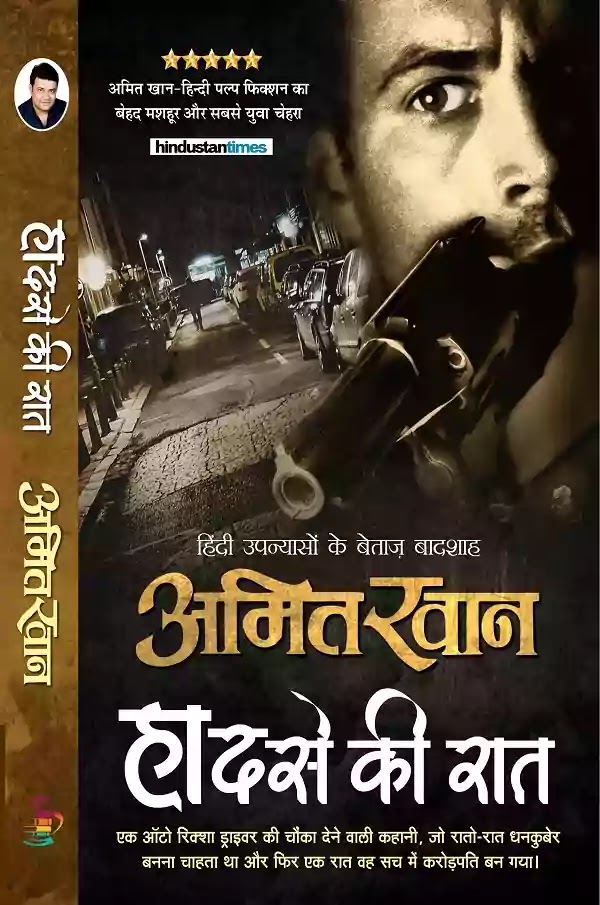 हादसे की रात
अमित खान
अमित खान-हिन्दी पल्प फिक्शन का
बेहद मशहूर और सबसे युवा चेहरा
hindustantimes
हिंदी उपन्यासों के बेताज़ बादशाह
अमित खान
हादसे की रात
एक ऑटो रिक्शा ड्राइवर की चौंका देने वाली कहानी, जो रातो-रात धनकुबेर
बनना चाहता था और फिर एक रात वह सच में करोड़पति बन गया।